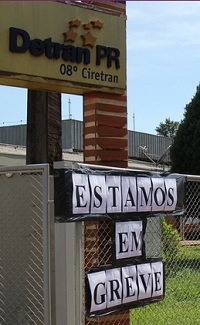 Detran PR
08º Ciretran
ESTAMOS
EM
GREVE